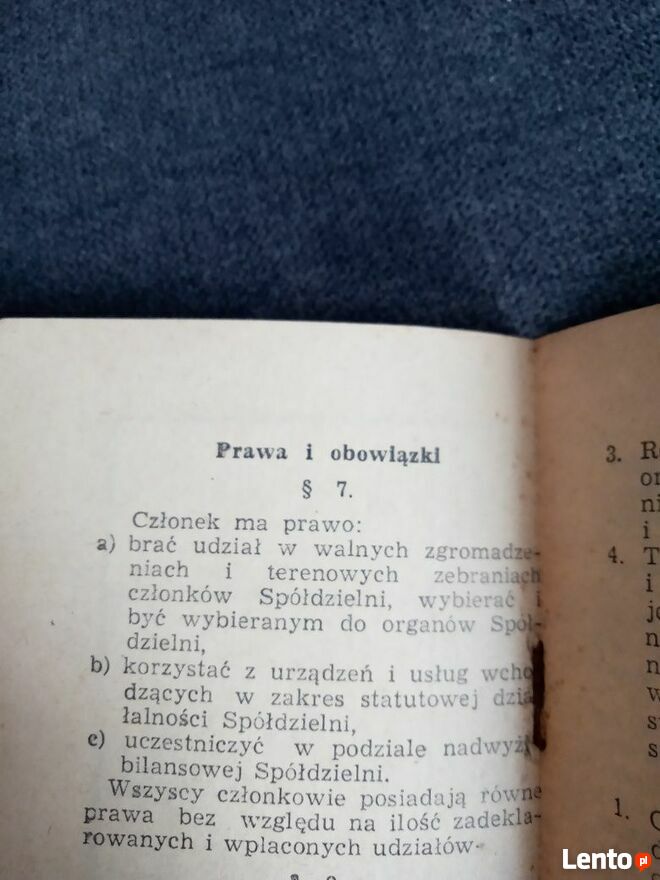 Prawa i obowiązki
§ 7.
Członek ma prawo:
a) brać udział w walnych zgromadze-
niach i terenowych zebraniach
członków Spółdzielni, wybierać i
być wybieranym do organów Spół-
dzielni,
b) korzystać z urządzeń i usług wcho
dzących w zakres statutowej dzia
łalności Spółdzielni,
c) uczestniczyć w podziale nadwyżk
bilansowej Spółdzielni.
Wszyscy członkowie posiadają równe
prawa bez względu na ilość zadekla-
rowanych i wpłaconych udziałów.
3.
i
4. T
i
1.
Lento pl